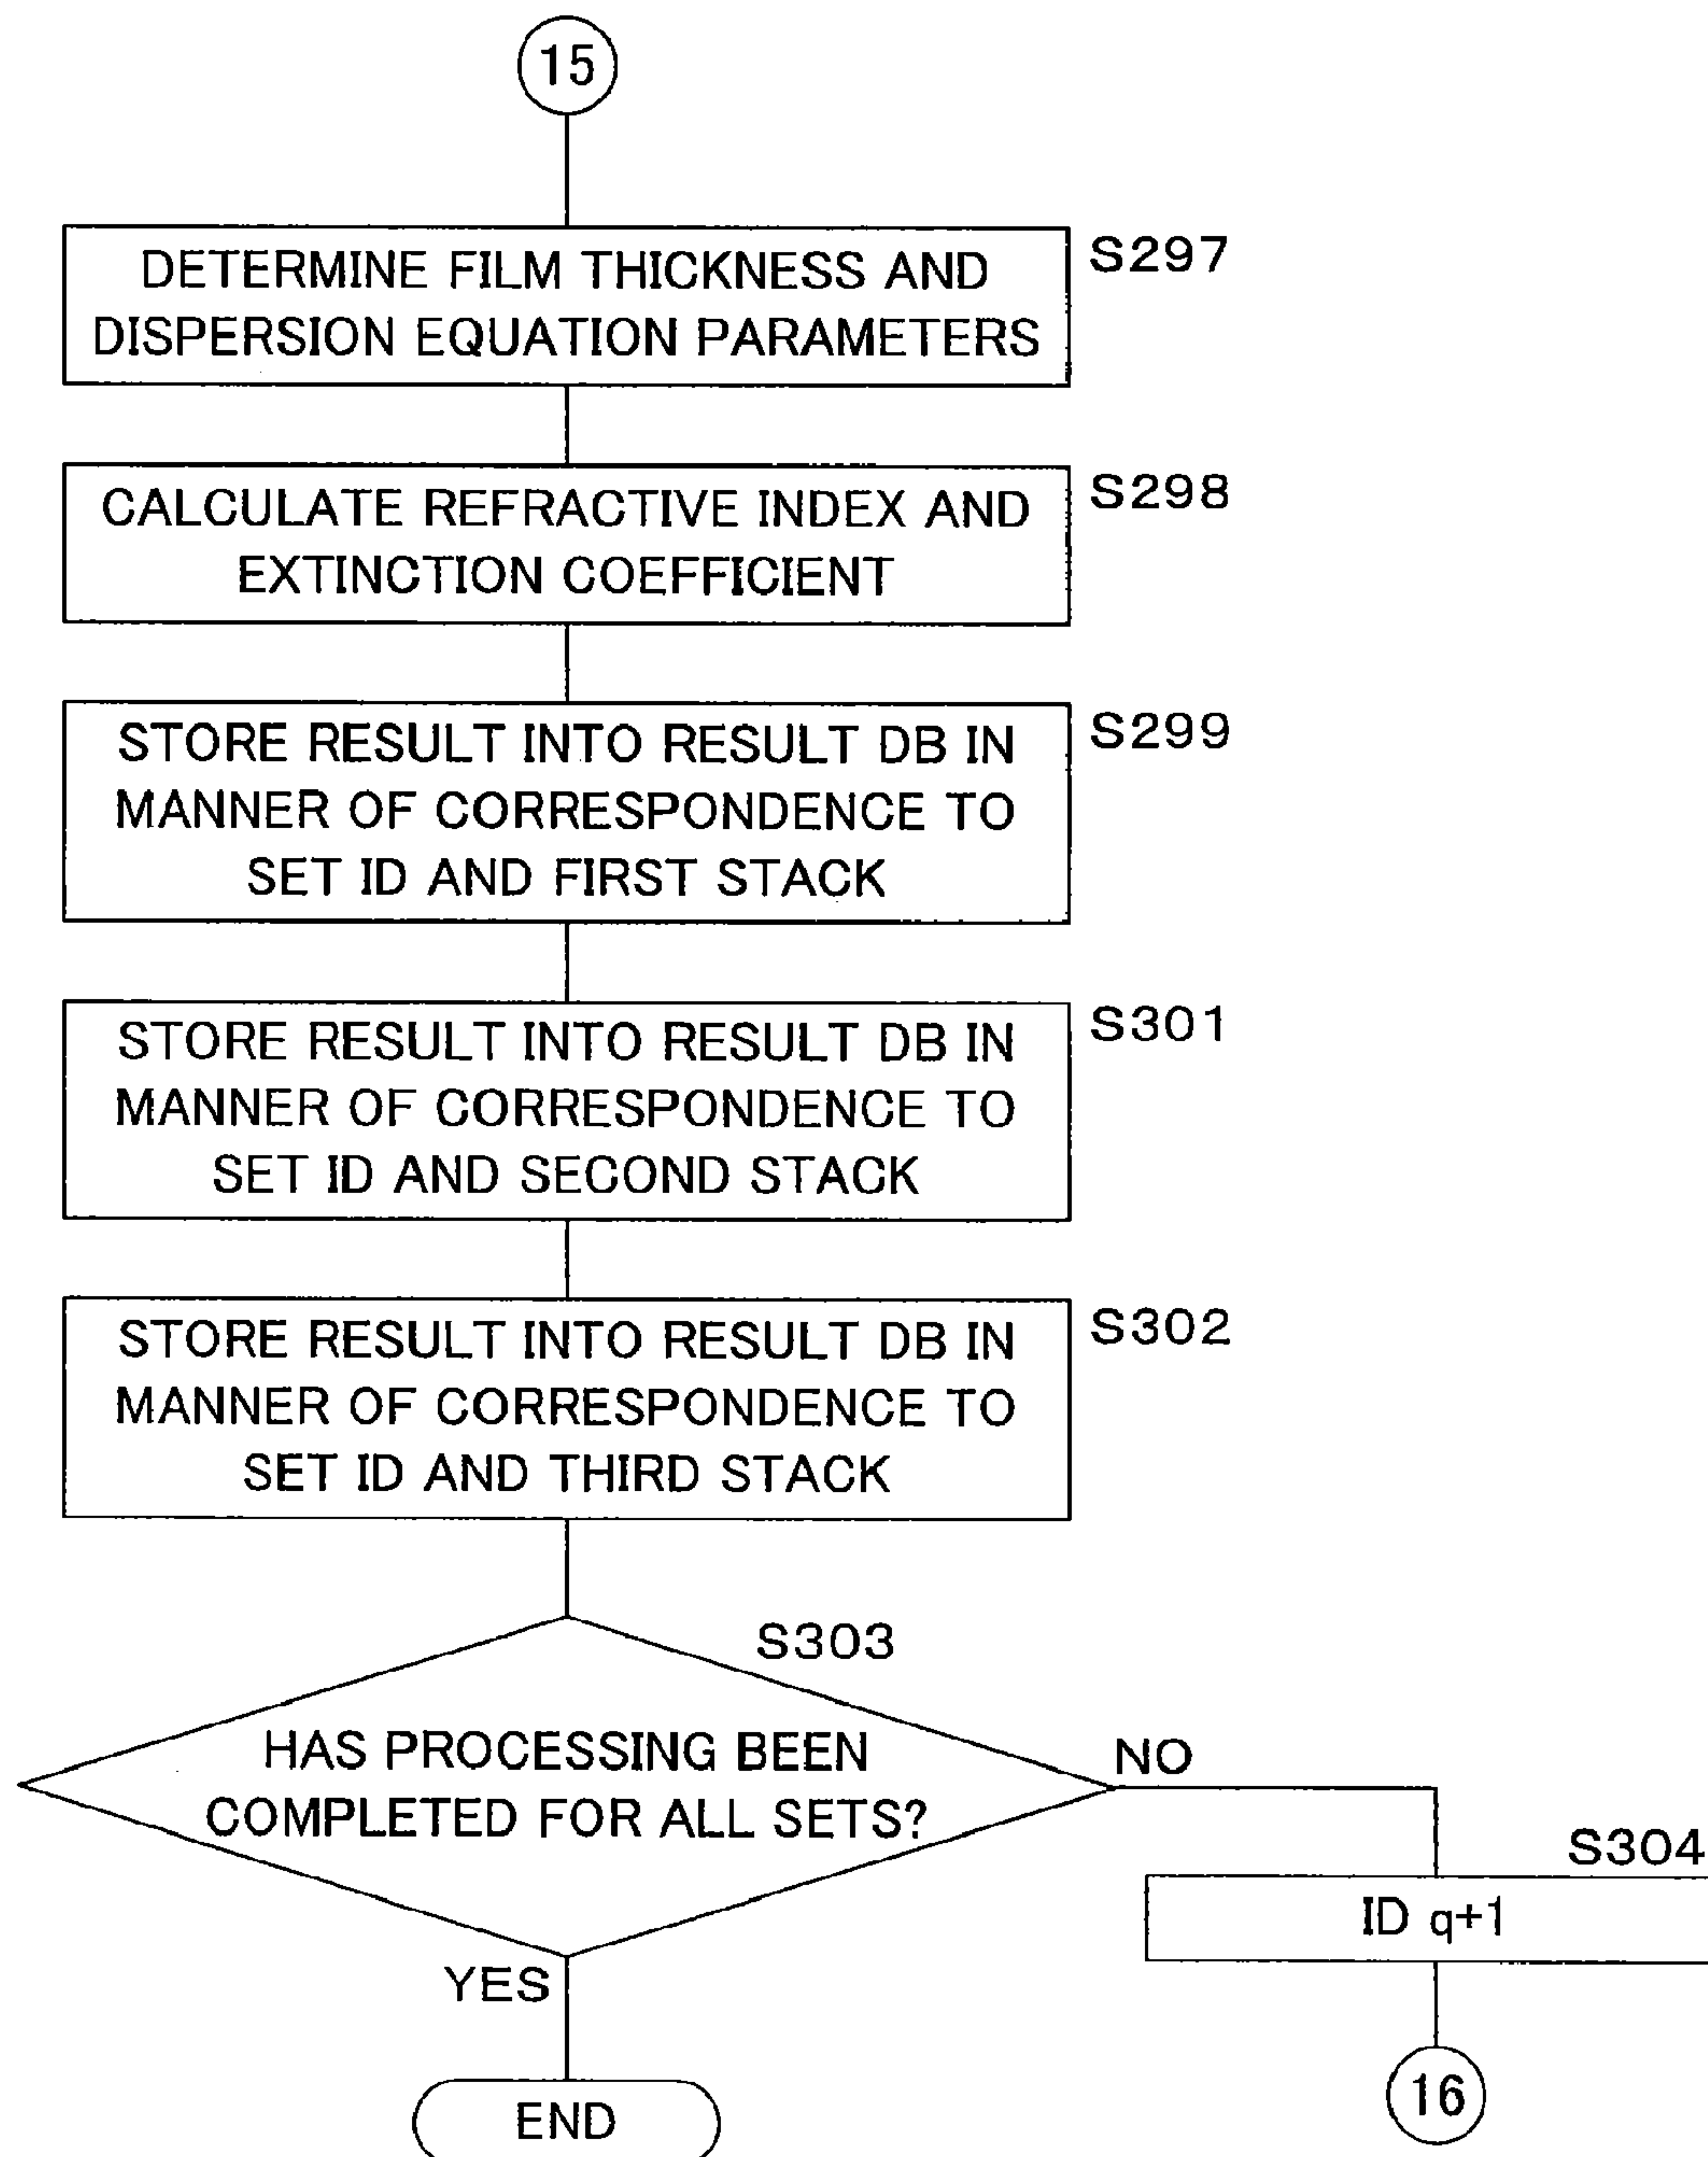 15
DETERMINE FILM THICKNESS AND
DISPERSION EQUATION PARAMETERS
S297
CALCULATE REFRACTIVE INDEX AND
EXTINCTION COEFFICIENT
S298
STORE RESULT INTO RESULT DB IN
MANNER OF CORRESPONDENCE TO
SET ID AND FIRST STACK
S299
STORE RESULT INTO RESULT DB IN
MANNER OF CORRESPONDENCE TO
SET ID AND SECOND STACK
S301
STORE RESULT INTO RESULT DB IN
MANNER OF CORRESPONDENCE TO
SET ID AND THIRD STACK
S302
S303
HAS PROCESSING BEEN
COMPLETED FOR ALL SETS?
NO
S304
ID q+1
YES
END
16